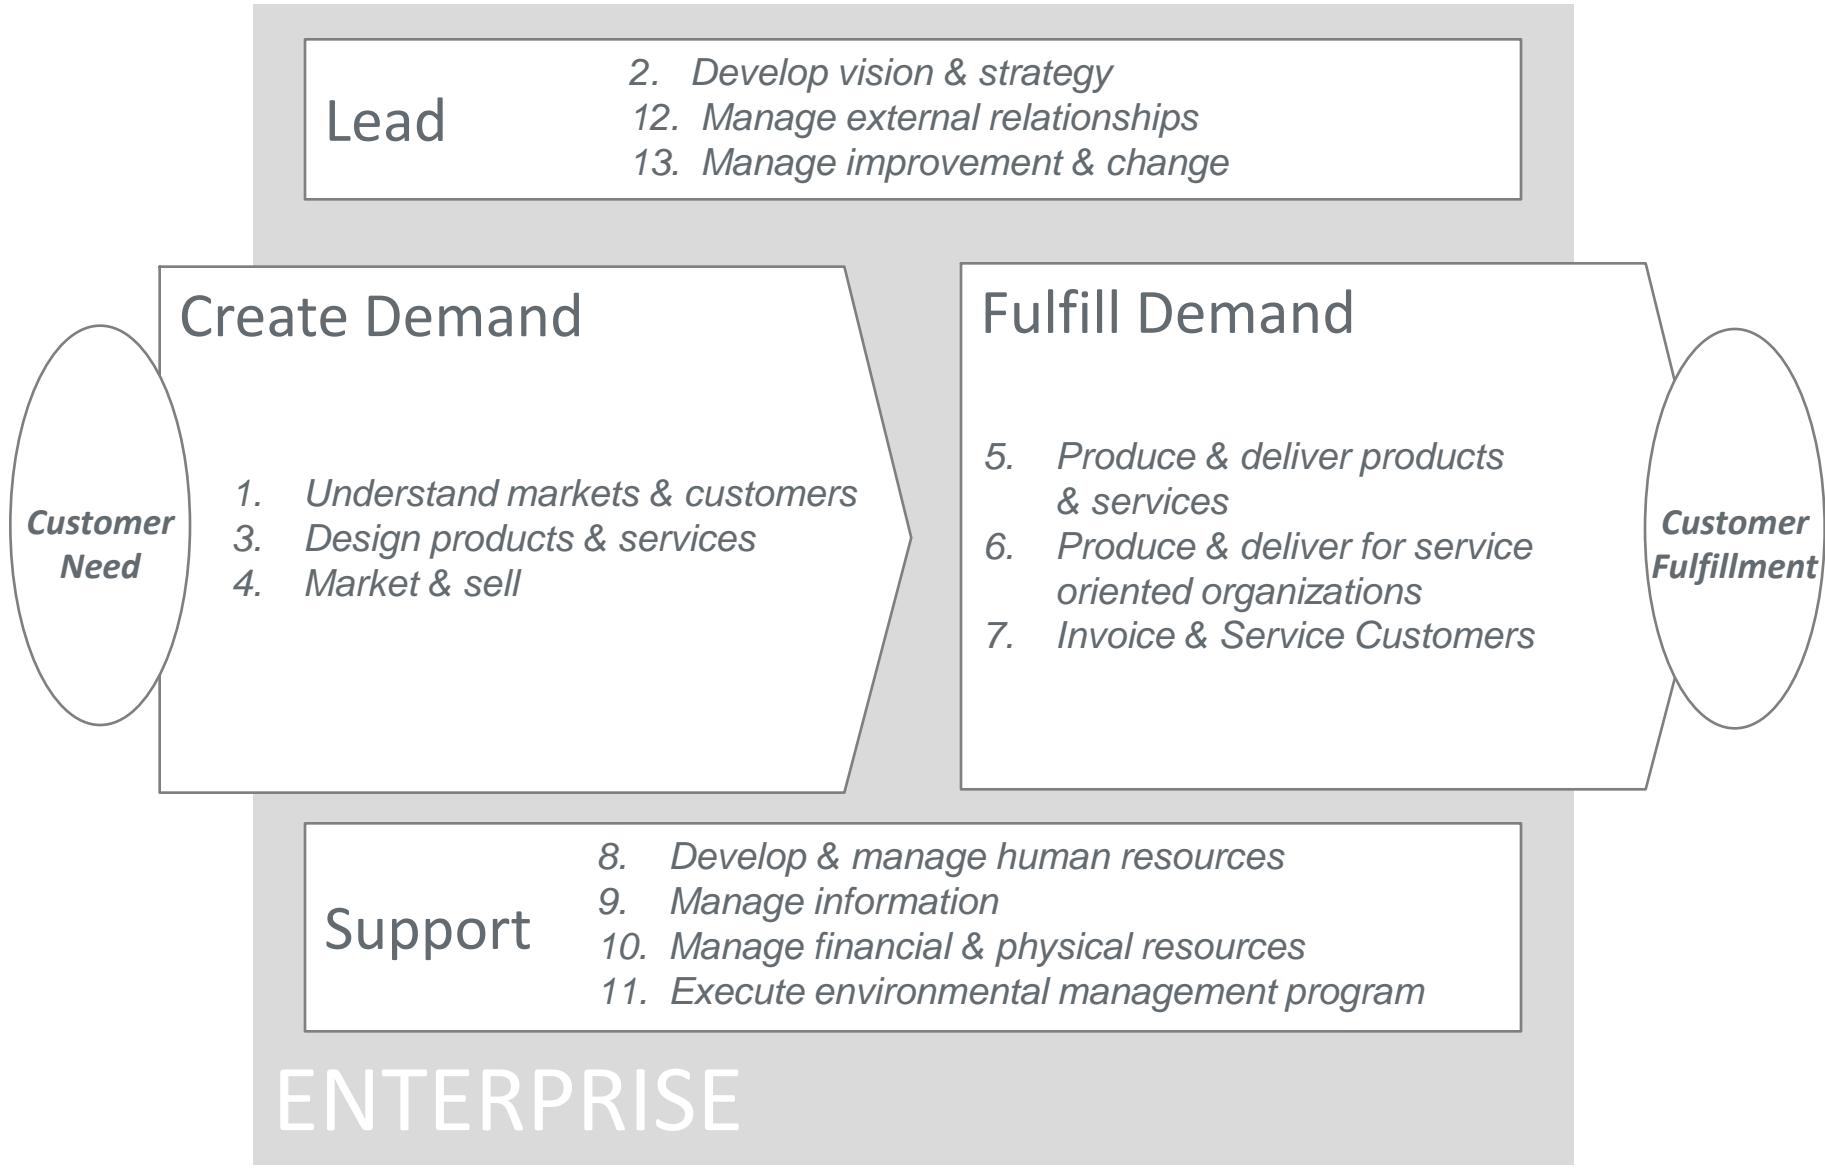 Lead
2. Develop vision & strategy
12. Manage external relationships
13. Manage improvement & change
Create Demand
Customer
Need
1. Understand markets & customers
3. Design products & services
4. Market & sell
Fulfill Demand
5. Produce & deliver products
& services
6. Produce & deliver for service
oriented organizations
7. Invoice & Service Customers
Customer
Fulfillment
Support
8. Develop & manage human resources
9. Manage information
10. Manage financial & physical resources
11. Execute environmental management program
ENTERPRISE